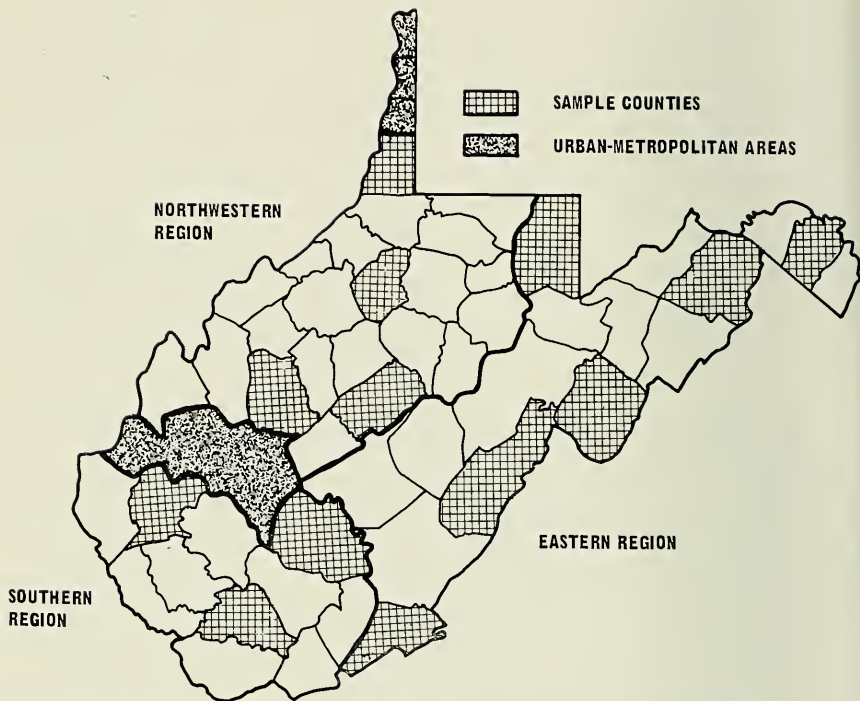 SAMPLE COUNTIES
URBAN-METROPOLITAN AREAS
NORTHWESTERN
REGION
EASTERN REGION
SOUTHERN
REGION